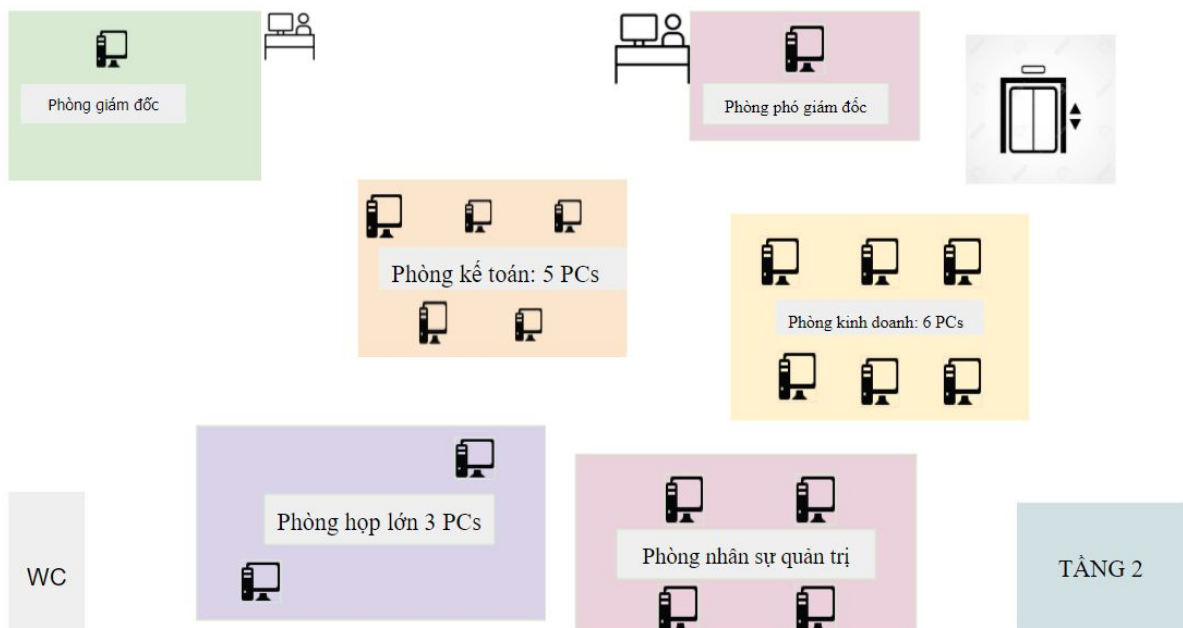 Phòng giám đốc
Phòng phó giám đốc
Phòng kế toán: 5 PCs
Phòng kinh doanh: 6 PCs
Phòng họp lớn 3 PCs
Phòng nhân sự quản trị
WC
TẦNG 2